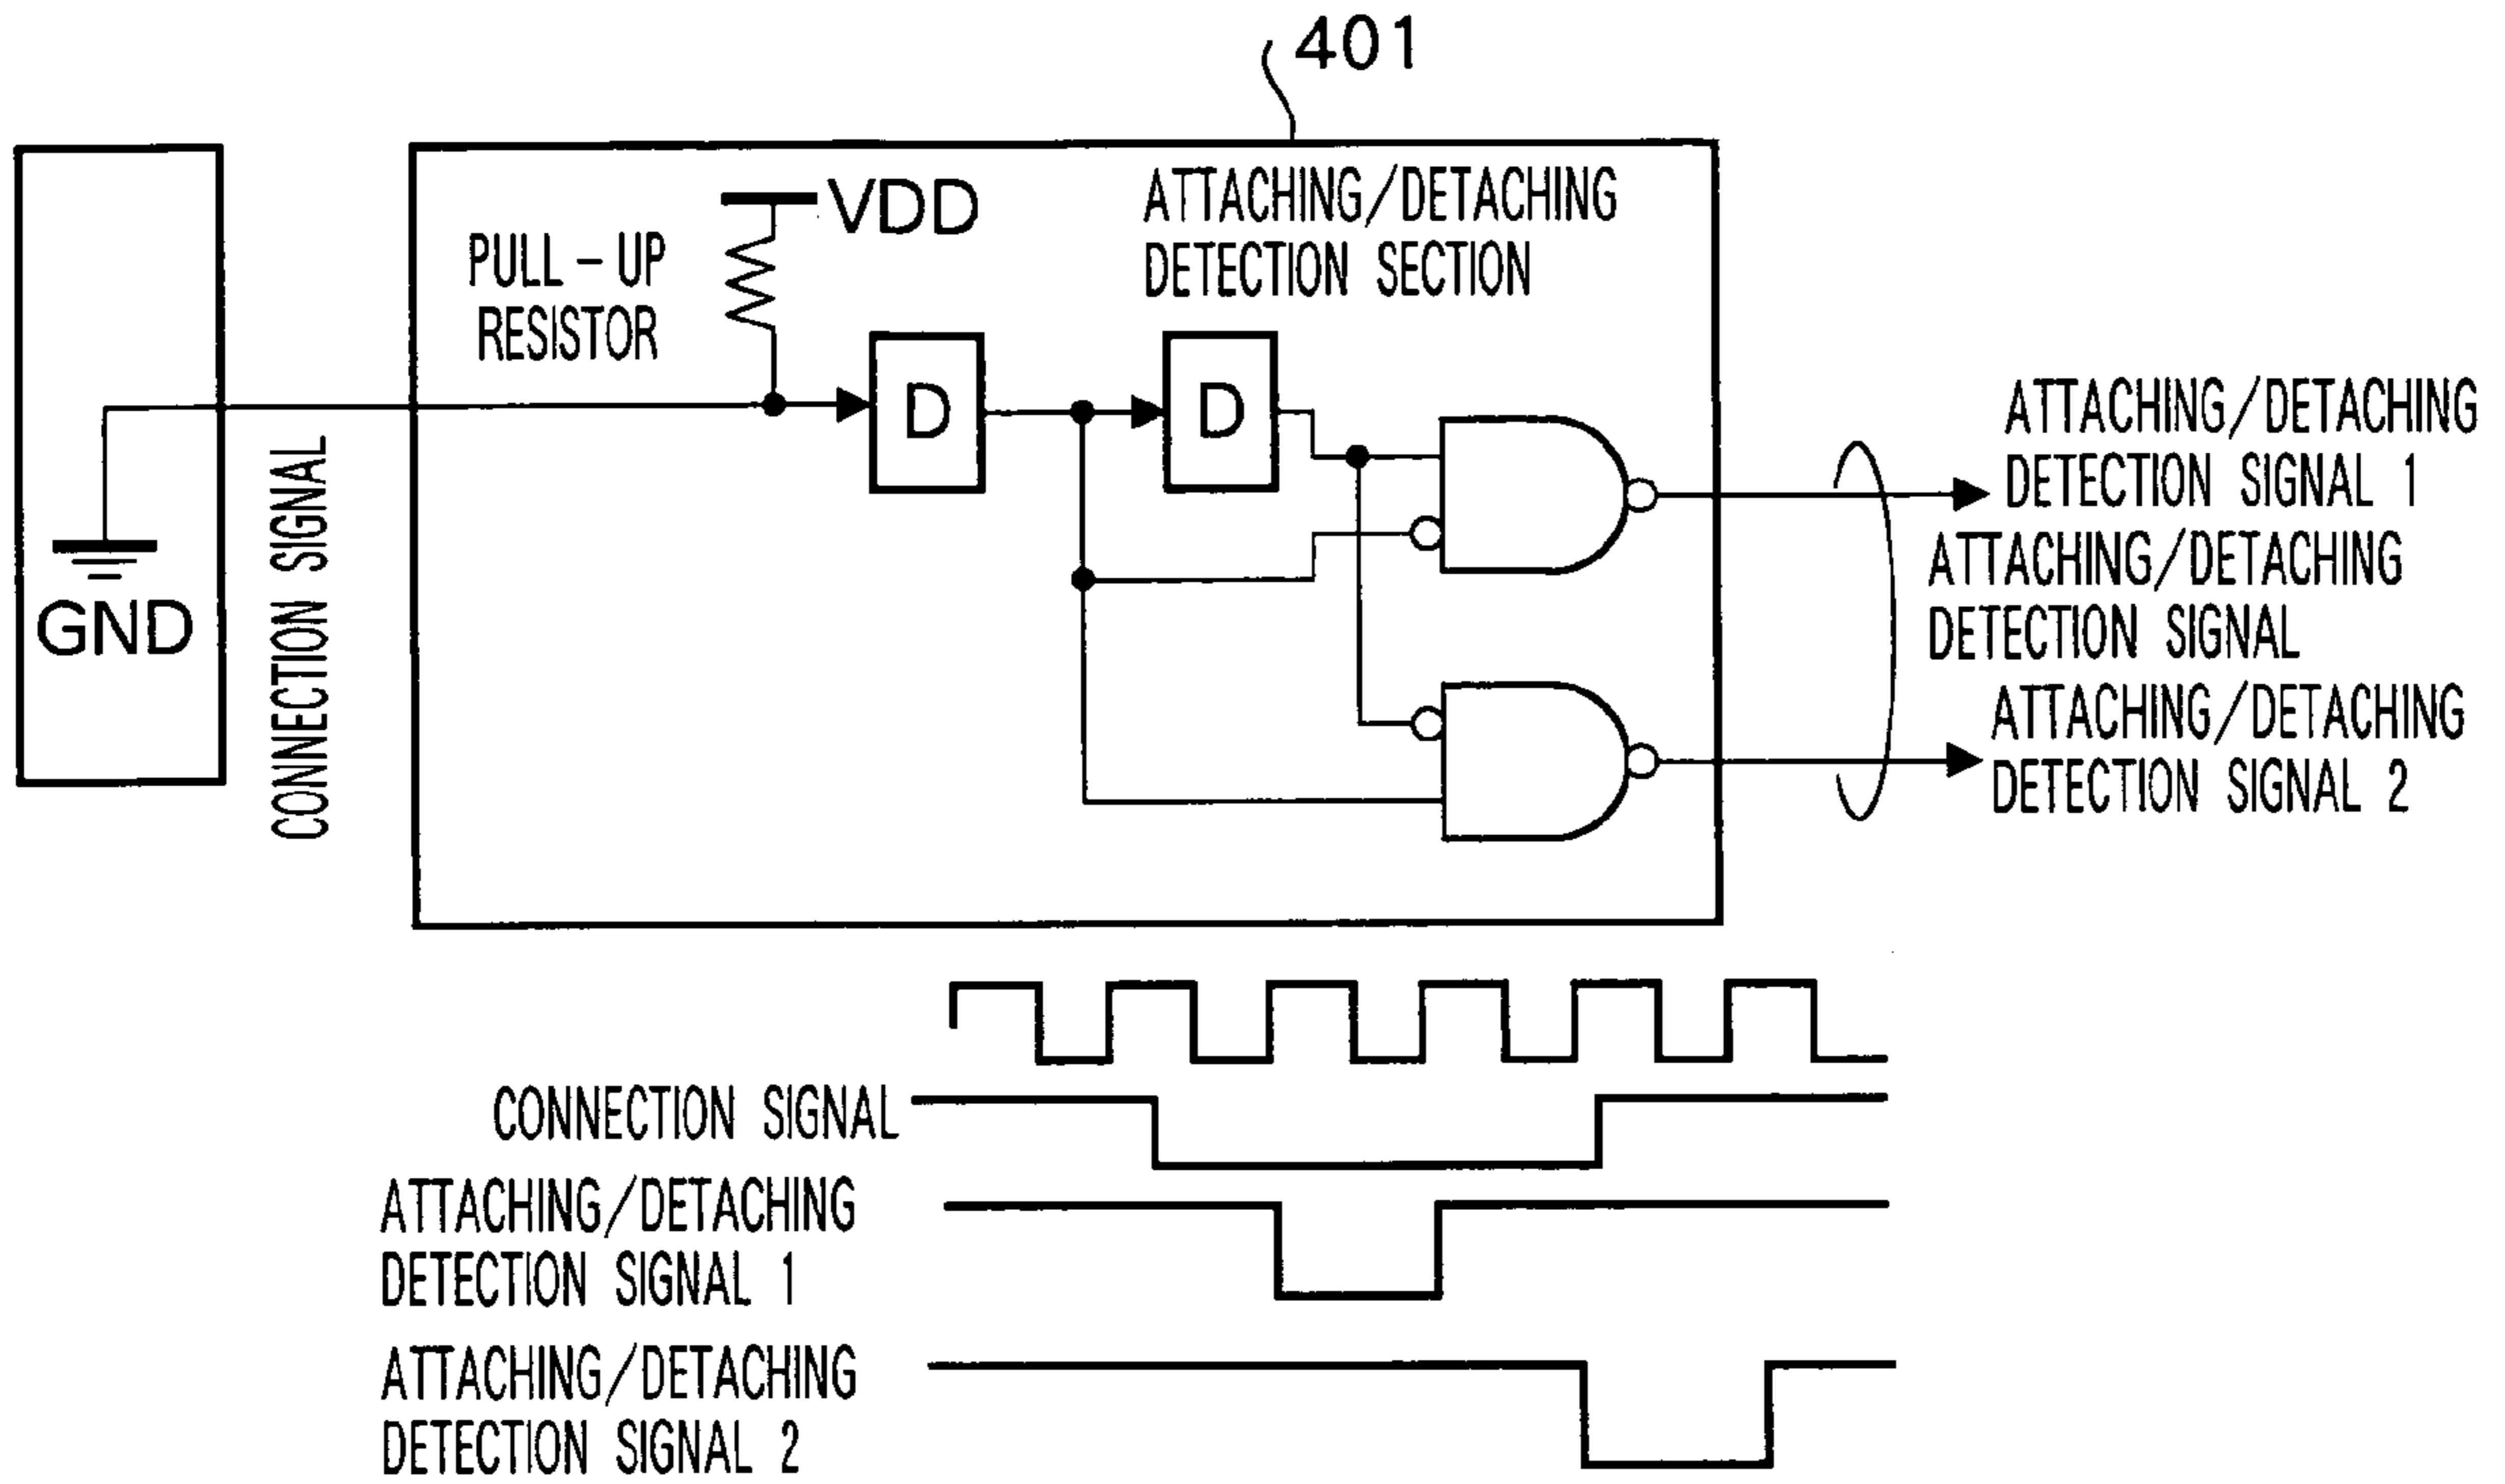 401
VDD
PULL-UP
RESISTOR
ATTACHING/DETACHING
DETECTION SECTION
D
D
GND
CONNECTION SIGNAL
ATTACHING/DETACHING
DETECTION SIGNAL 1
ATTACHING/DETACHING
DETECTION SIGNAL
ATTACHING/DETACHING
DETECTION SIGNAL 2
CONNECTION SIGNAL
ATTACHING/DETACHING
DETECTION SIGNAL 1
ATTACHING/DETACHING
DETECTION SIGNAL 2